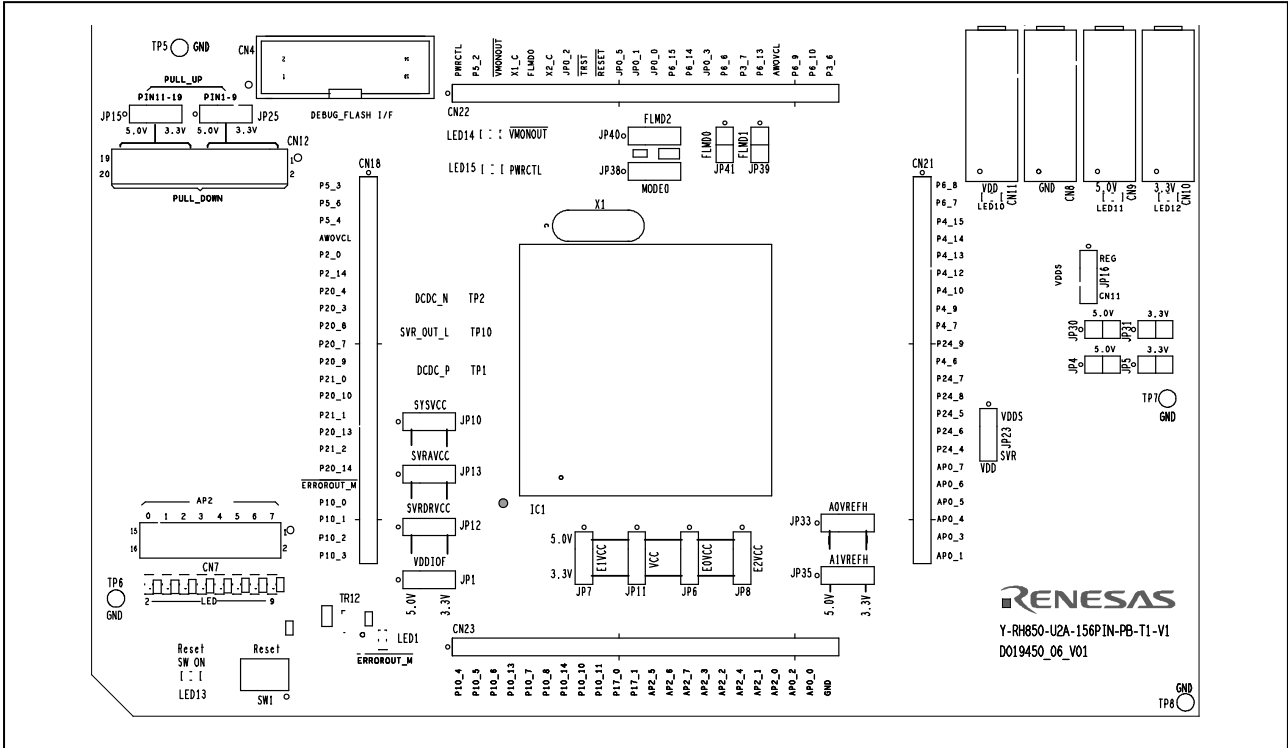 TP5 GND
CN4
2
1
DEBUG_FLASH I/F
PULL_UP
PIN11-19 PIN1-9
JP15 JP25
5.0V 3.3V 5.0V 3.3V
CN12
19 1
20 2
PULL_DOWN
PWRCTL
P5_2
VMONOUT
X1_C
FLMD0
X2_C
JP0_2
TRST
RESET
JP0_5
JP0_1
JP0_0
P6_15
P6_14
JP0_3
P6_6
P3_7
P6_13
AWOVCL
P6_9
P6_10
P3_6
CN22
LED14 VMONOUT
LED15 PWRCTL
FLMD2
JP40
JP38
MODE0
FLMD0
JP41
FLMD1
JP39
VDD
CN11
LED10
GND
CN8
5.0V
CN9
LED11
3.3V
CN10
LED12
CN18
P5_3
P5_6
P5_4
AWOVCL
P2_0
P2_14
P20_4
P20_3
P20_8
P20_7
P20_9
P21_0
P20_10
P21_1
P20_13
P21_2
P20_14
ERROROUT_M
P10_0
P10_1
P10_2
P10_3
X1
DCDC_N TP2
SVR_OUT_L TP10
DCDC_P TP1
SYSVCC
JP10
SVRAVCC
JP13
SVRDRVCC
JP12
VDDIOF
JP1
5.0V 3.3V
IC1
CN21
P6_8
P6_7
P4_15
P4_14
P4_13
P4_12
P4_10
P4_9
P4_7
P24_9
P4_6
P24_7
P24_8
P24_5
P24_6
P24_4
AP0_7
AP0_6
AP0_5
AP0_4
AP0_3
AP0_1
REG
VDDS JP16
CN11
5.0V 3.3V
JP30 JP31
5.0V 3.3V
JP4 JP5
TP7
GND
VDDS
JP23
SVR
VDD
AP2
0 1 2 3 4 5 6 7
15 1
16 2
CN7
2 LED 9
TP6
GND
TR12
LED1
ERROROUT_M
Reset
SW ON
LED13
Reset
SW1
5.0V
3.3V
E1VCC
VCC
E0VCC
E2VCC
JP7 JP11 JP6 JP8
A0VREFH
JP33
A1VREFH
JP35
5.0V 3.3V
CN23
P10_4
P10_5
P10_6
P10_13
P10_7
P10_8
P10_14
P10_10
P10_11
P17_0
P17_1
AP2_5
AP2_6
AP2_7
AP2_3
AP2_2
AP2_4
AP2_1
AP2_0
AP0_2
AP0_0
GND
RENESAS
Y-RH850-U2A-156PIN-PB-T1-V1
D019450_06_V01
GND
TP8